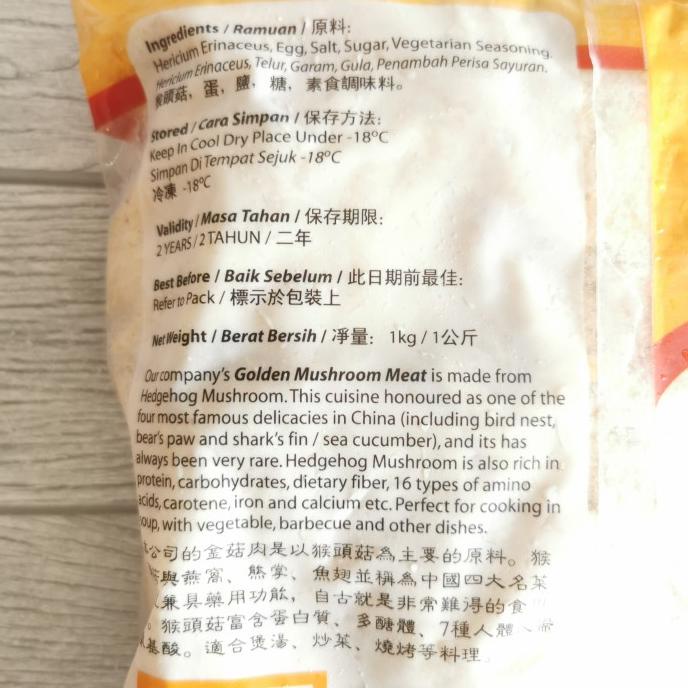 Ingredients / Ramuan / 原料:
Hericium Erinaceus, Egg, Salt, Sugar, Vegetarian Seasoning.
Hericium Erinaceus, Telur, Garam, Gula, Penambah Perisa Sayuran.
猴頭菇, 蛋, 鹽, 糖, 素食調味料。
Stored / Cara Simpan / 保存方法:
Keep In Cool Dry Place Under -18°C
Simpan Di Tempat Sejuk -18°C
冷凍 -18°C
Validity / Masa Tahan / 保存期限:
2 YEARS / 2 TAHUN / 二年
Best Before / Baik Sebelum / 此日期前最佳:
Refer to Pack / 標示於包裝上
Net Weight / Berat Bersih / 凈量: 1kg / 1公斤
Our company's Golden Mushroom Meat is made from
Hedgehog Mushroom. This cuisine honoured as one of the
four most famous delicacies in China (including bird nest,
bear's paw and shark's fin / sea cucumber), and its has
always been very rare. Hedgehog Mushroom is also rich in
protein, carbohydrates, dietary fiber, 16 types of amino
acids, carotene, iron and calcium etc. Perfect for cooking in
soup, with vegetable, barbecue and other dishes.
公司的金菇肉是以猴頭菇為主要的原料。猴
與燕窩、熊掌、魚翅並稱為中國四大名菜
兼具藥用功能, 自古就是非常難得的食
。猴頭菇富含蛋白質、多醣體、7種人體
基酸。適合煲湯、炒菜、燒烤等料理。